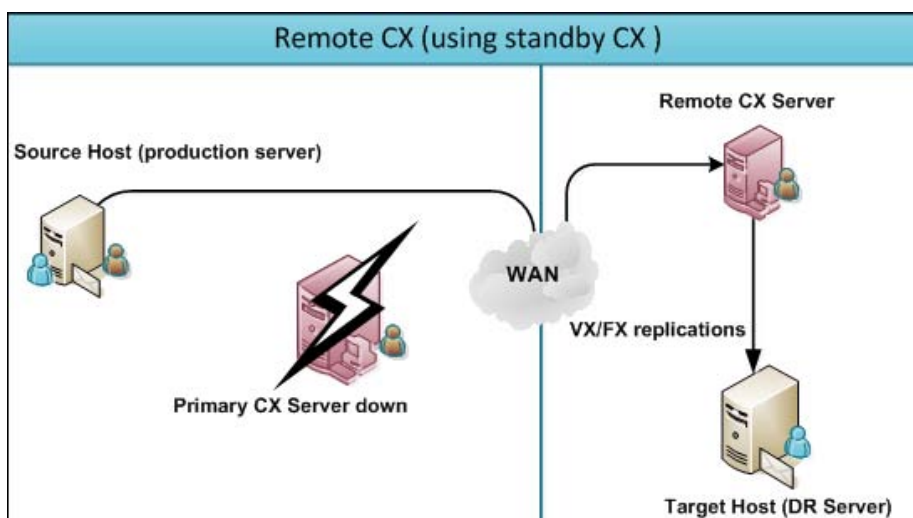 Remote CX (using standby CX )
Remote CX Server
Source Host (production server)
WAN
VX/FX replications
Primary CX Server down
Target Host (DR Server)